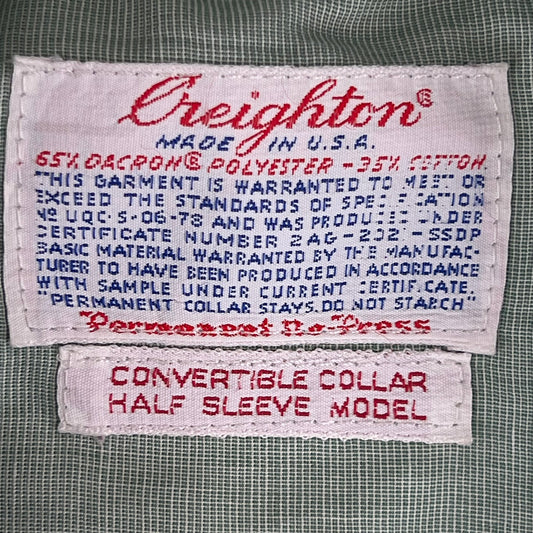 Creighton®
MADE IN U.S.A.
65% DACRON® POLYESTER - 35% COTTON
THIS GARMENT IS WARRANTED TO MEET OR
EXCEED THE STANDARDS OF SPECIFICATION
Nº UQC-S-06-78 AND WAS PRODUCED UNDER
CERTIFICATE NUMBER 2AG-2021-SSDP
BASIC MATERIAL WARRANTED BY THE MANUFAC-
TURER TO HAVE BEEN PRODUCED IN ACCORDANCE
WITH SAMPLE UNDER CURRENT CERTIFICATE.
"PERMANENT COLLAR STAYS. DO NOT STARCH"
Permanent Na-Press
CONVERTIBLE COLLAR
HALF SLEEVE MODEL